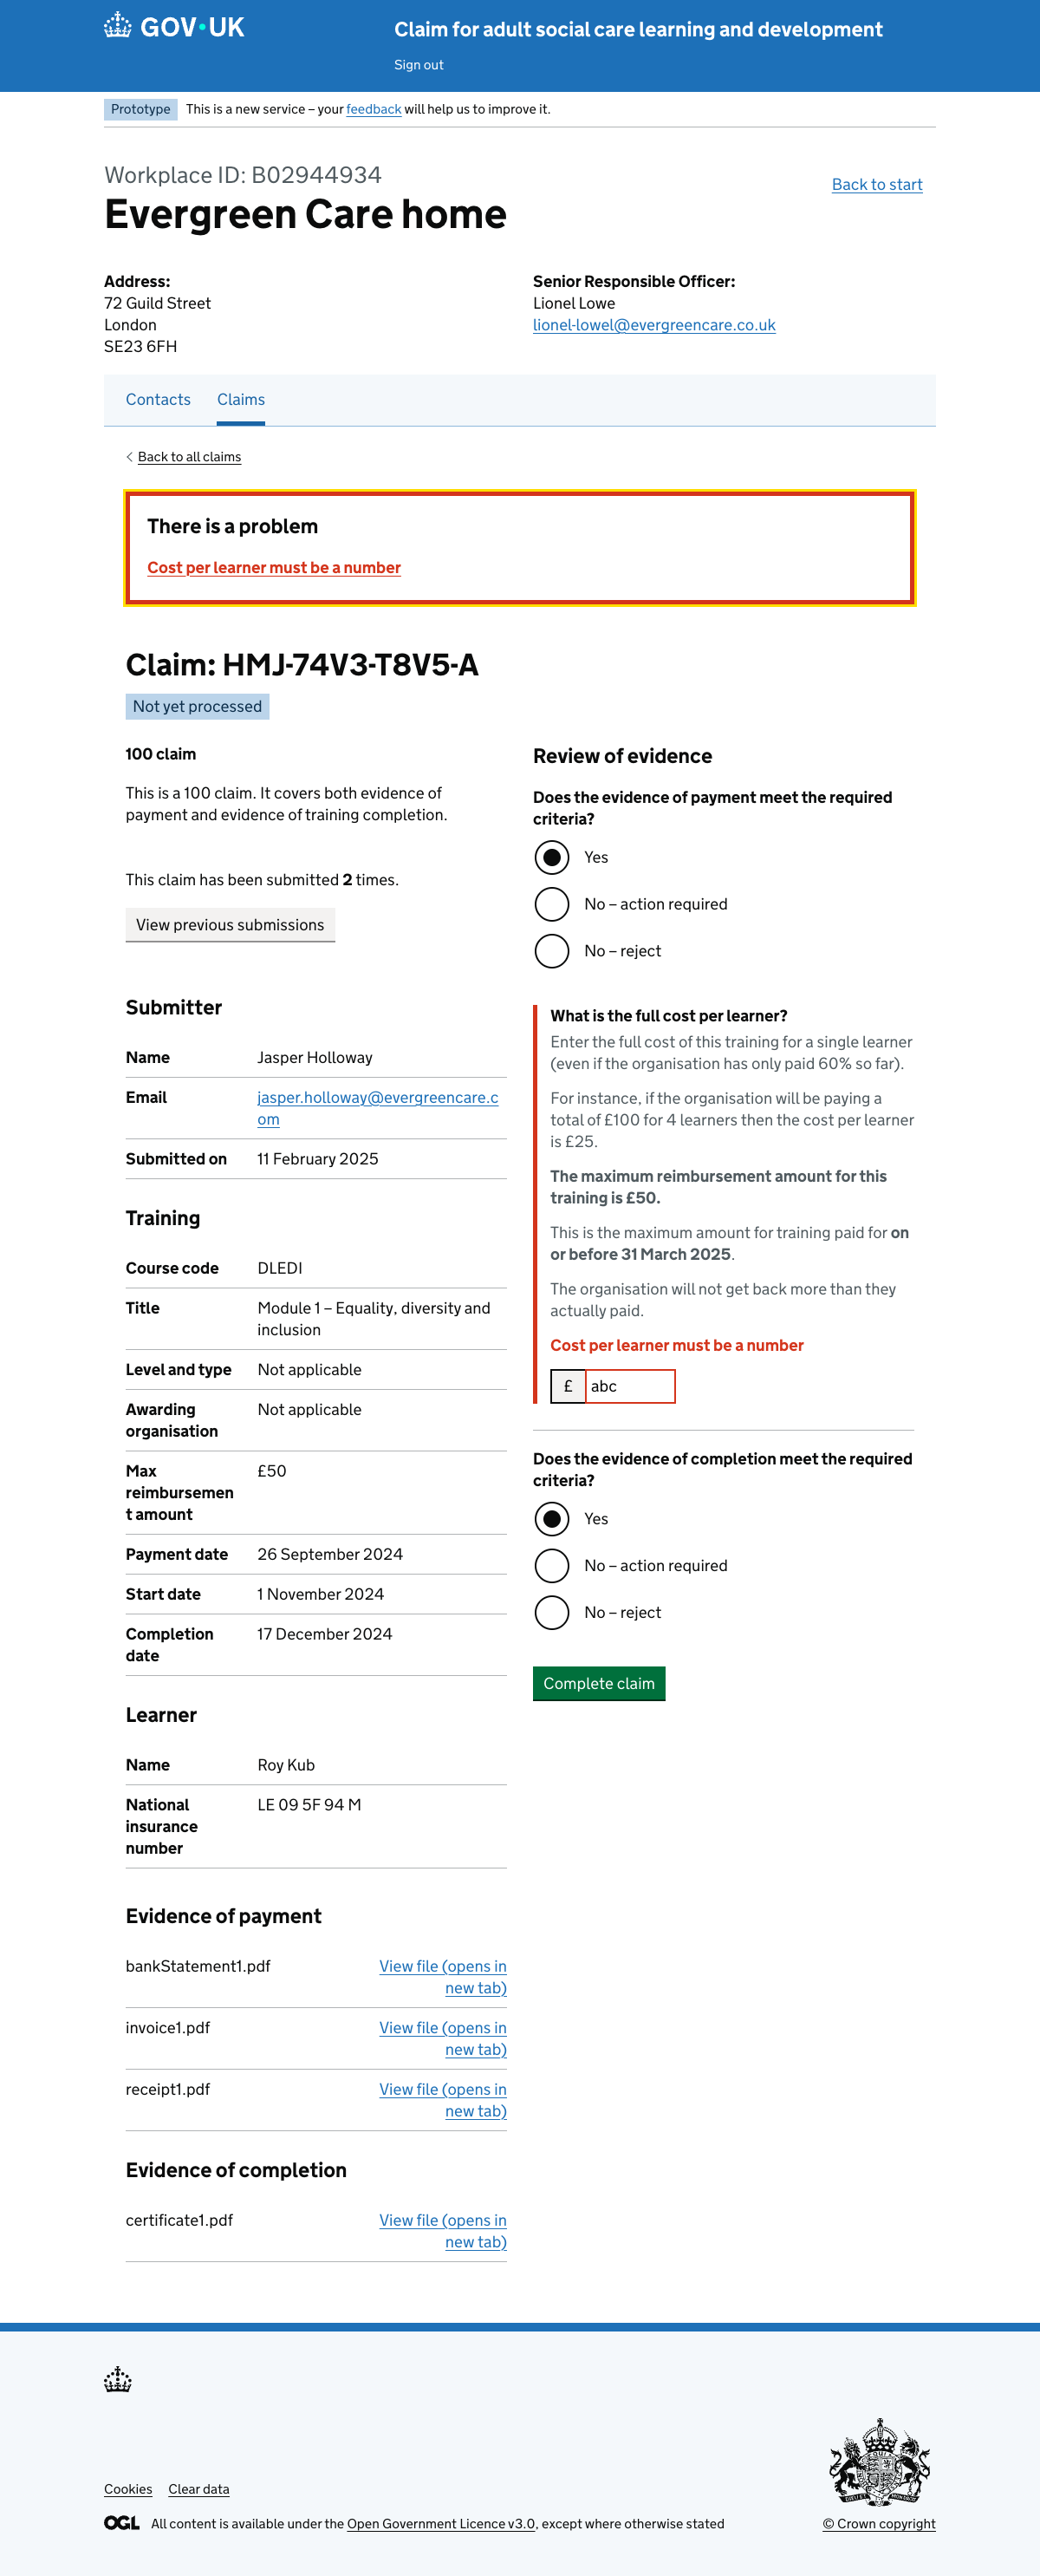 GOV·UK
Claim for adult social care learning and development
Sign out
Prototype This is a new service – your feedback will help us to improve it.
Workplace ID: B02944934
Evergreen Care home
Back to start
Address:
72 Guild Street
London
SE23 6FH
Senior Responsible Officer:
Lionel Lowe
lionel-lowel@evergreencare.co.uk
Contacts Claims
Back to all claims
There is a problem
Cost per learner must be a number
Claim: HMJ-74V3-T8V5-A
Not yet processed
100 claim
This is a 100 claim. It covers both evidence of
payment and evidence of training completion.
This claim has been submitted 2 times.
View previous submissions
Submitter
Name Jasper Holloway
Email jasper.holloway@evergreencare.c
om
Submitted on 11 February 2025
Training
Course code DLEDI
Title Module 1 – Equality, diversity and
inclusion
Level and type Not applicable
Awarding Not applicable
organisation
Max £50
reimbursemen
t amount
Payment date 26 September 2024
Start date 1 November 2024
Completion 17 December 2024
date
Learner
Name Roy Kub
National LE 09 5F 94 M
insurance
number
Evidence of payment
bankStatement1.pdf View file (opens in
new tab)
invoice1.pdf View file (opens in
new tab)
receipt1.pdf View file (opens in
new tab)
Evidence of completion
certificate1.pdf View file (opens in
new tab)
Review of evidence
Does the evidence of payment meet the required
criteria?
Yes
No – action required
No – reject
What is the full cost per learner?
Enter the full cost of this training for a single learner
(even if the organisation has only paid 60% so far).
For instance, if the organisation will be paying a
total of £100 for 4 learners then the cost per learner
is £25.
The maximum reimbursement amount for this
training is £50.
This is the maximum amount for training paid for on
or before 31 March 2025.
The organisation will not get back more than they
actually paid.
Cost per learner must be a number
£ abc
Does the evidence of completion meet the required
criteria?
Yes
No – action required
No – reject
Complete claim
Cookies Clear data
OGL All content is available under the Open Government Licence v3.0, except where otherwise stated
© Crown copyright